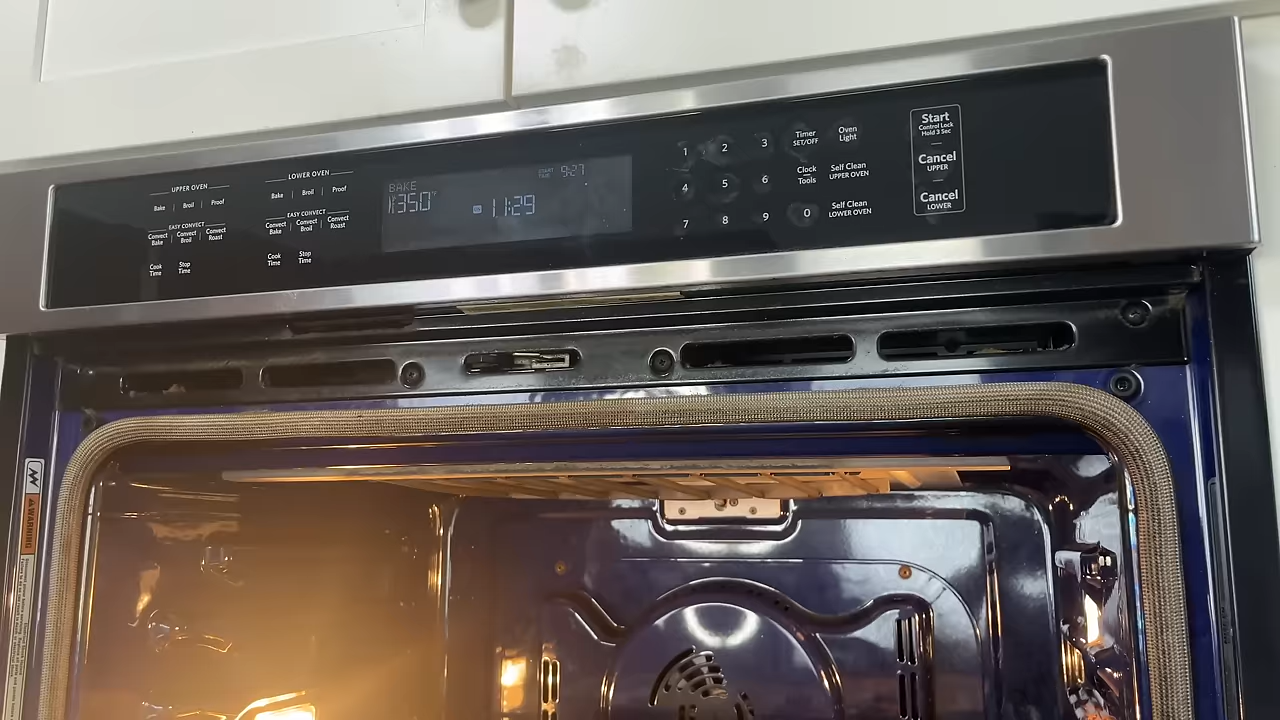 UPPER OVEN
Bake | Broil | Proof
EASY CONVECT
Convect Bake | Convect Broil | Convect Roast
Cook Time
Stop Time
LOWER OVEN
Bake | Broil | Proof
EASY CONVECT
Convect Bake | Convect Broil | Convect Roast
Cook Time
Stop Time
BAKE
350°F
START TIME 9:27
11:29
1 2 3
4 5 6
7 8 9 0
Timer
SET/OFF
Oven
Light
Clock
Tools
Self Clean
UPPER OVEN
Self Clean
LOWER OVEN
Start
Control Lock
Hold 3 Sec
Cancel
UPPER
Cancel
LOWER
WARNING